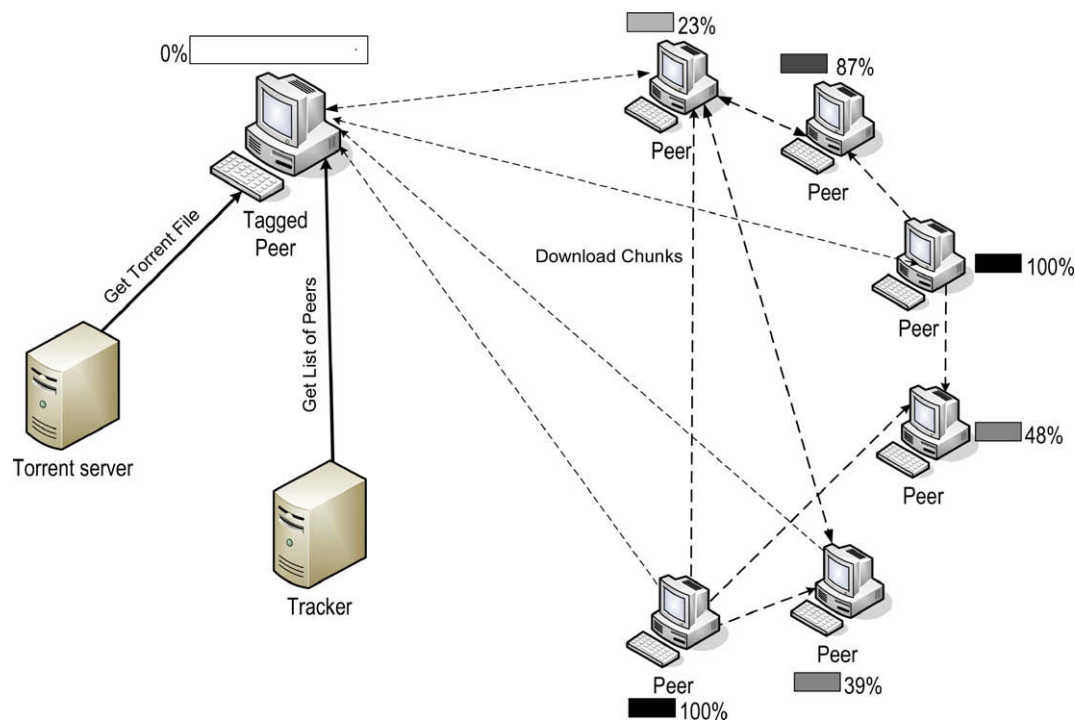 0%
23%
87%
Peer
Peer
Tagged
Peer
Get Torrent File
Get List of Peers
Download Chunks
100%
Peer
Torrent server
48%
Peer
Tracker
Peer
39%
Peer
100%